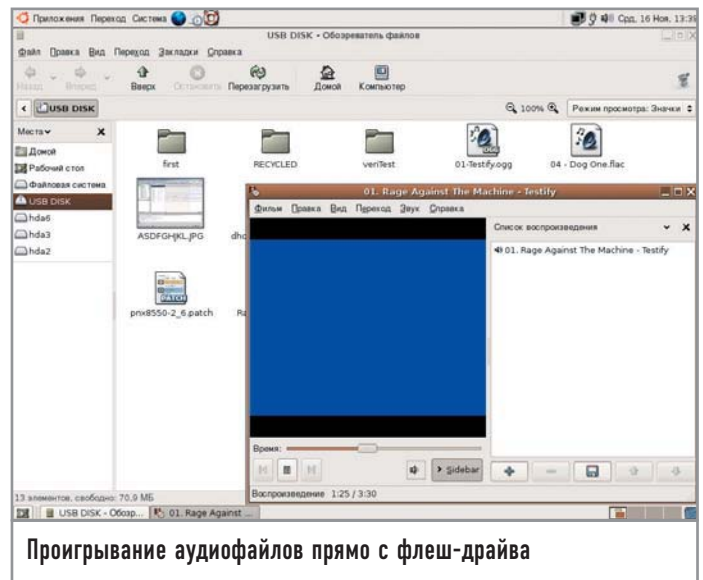 Приложения Переход Система
Срд, 16 Ноя, 13:39
USB DISK - Обозреватель файлов
Файл Правка Вид Переход Закладки Справка
Назад Вперед Вверх Остановить Перезагрузить Домой Компьютер
USB DISK
100%
Режим просмотра: Значки
Места
Домой
Рабочий стол
Файловая система
USB DISK
hda6
hda3
hda2
first
RECYCLED
veriTest
01-Testify.ogg
04 - Dog One.flac
ASDFGHJKL.JPG
pnx8550-2_6.patch
01. Rage Against The Machine - Testify
Фильм Правка Вид Переход Звук Справка
Список воспроизведения
01. Rage Against The Machine - Testify
Время:
Sidebar
Воспроизведение 1:25 / 3:30
13 элементов, свободно: 70,9 МБ
USB DISK - Обозр...
01. Rage Against ...
Проигрывание аудиофайлов прямо с флеш-драйва